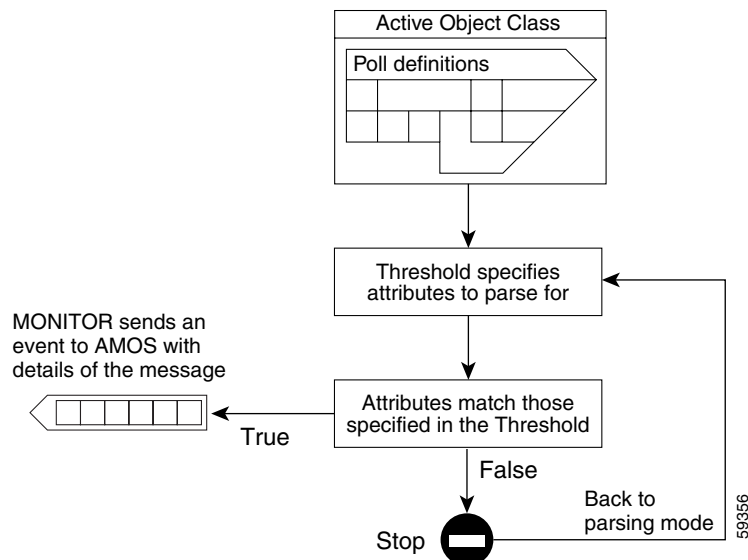 Active Object Class
Poll definitions
Threshold specifies
attributes to parse for
MONITOR sends an
event to AMOS with
details of the message
Attributes match those
specified in the Threshold
True
False
Stop
Back to
parsing mode
59356